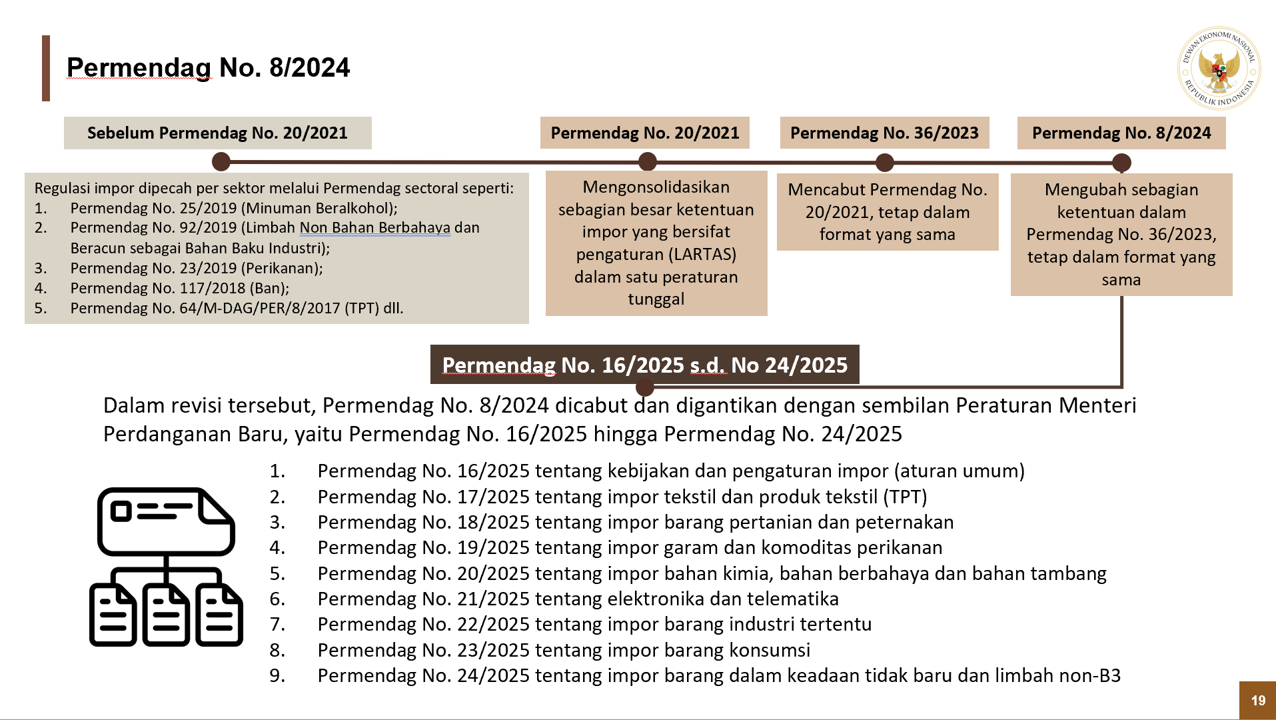 Permendag No. 8/2024
DEWAN EKONOMI NASIONAL
REPUBLIK INDONESIA
Sebelum Permendag No. 20/2021
Permendag No. 20/2021
Permendag No. 36/2023
Permendag No. 8/2024
Regulasi impor dipecah per sektor melalui Permendag sectoral seperti:
1. Permendag No. 25/2019 (Minuman Beralkohol);
2. Permendag No. 92/2019 (Limbah Non Bahan Berbahaya dan
Beracun sebagai Bahan Baku Industri);
3. Permendag No. 23/2019 (Perikanan);
4. Permendag No. 117/2018 (Ban);
5. Permendag No. 64/M-DAG/PER/8/2017 (TPT) dll.
Mengonsolidasikan
sebagian besar ketentuan
impor yang bersifat
pengaturan (LARTAS)
dalam satu peraturan
tunggal
Mencabut Permendag No.
20/2021, tetap dalam
format yang sama
Mengubah sebagian
ketentuan dalam
Permendag No. 36/2023,
tetap dalam format yang
sama
Permendag No. 16/2025 s.d. No 24/2025
Dalam revisi tersebut, Permendag No. 8/2024 dicabut dan digantikan dengan sembilan Peraturan Menteri
Perdanganan Baru, yaitu Permendag No. 16/2025 hingga Permendag No. 24/2025
1. Permendag No. 16/2025 tentang kebijakan dan pengaturan impor (aturan umum)
2. Permendag No. 17/2025 tentang impor tekstil dan produk tekstil (TPT)
3. Permendag No. 18/2025 tentang impor barang pertanian dan peternakan
4. Permendag No. 19/2025 tentang impor garam dan komoditas perikanan
5. Permendag No. 20/2025 tentang impor bahan kimia, bahan berbahaya dan bahan tambang
6. Permendag No. 21/2025 tentang elektronika dan telematika
7. Permendag No. 22/2025 tentang impor barang industri tertentu
8. Permendag No. 23/2025 tentang impor barang konsumsi
9. Permendag No. 24/2025 tentang impor barang dalam keadaan tidak baru dan limbah non-B3
19